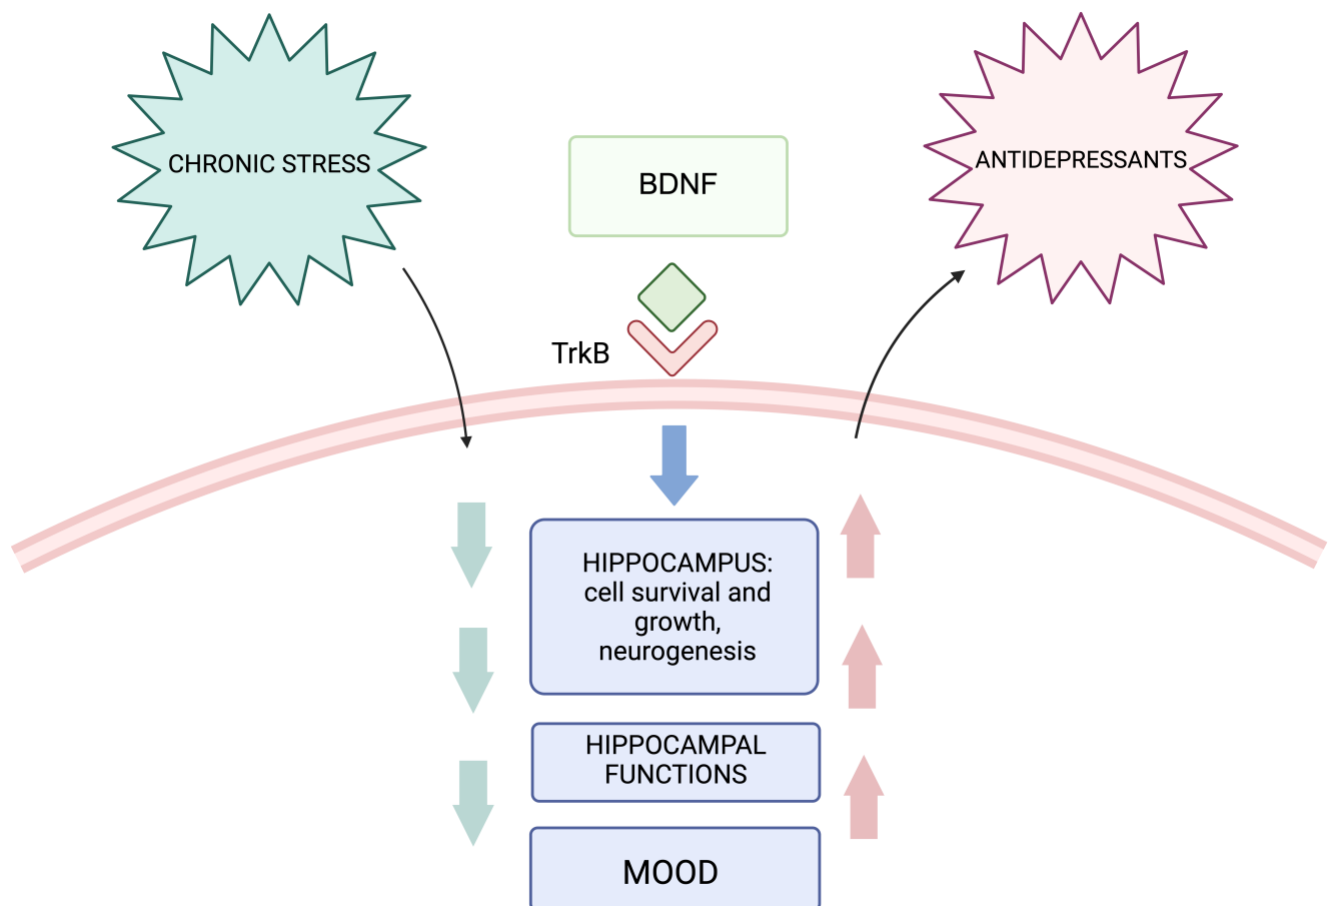 CHRONIC STRESS
BDNF
ANTIDEPRESSANTS
TrkB
HIPPOCAMPUS:
cell survival and
growth,
neurogenesis
HIPPOCAMPAL
FUNCTIONS
MOOD